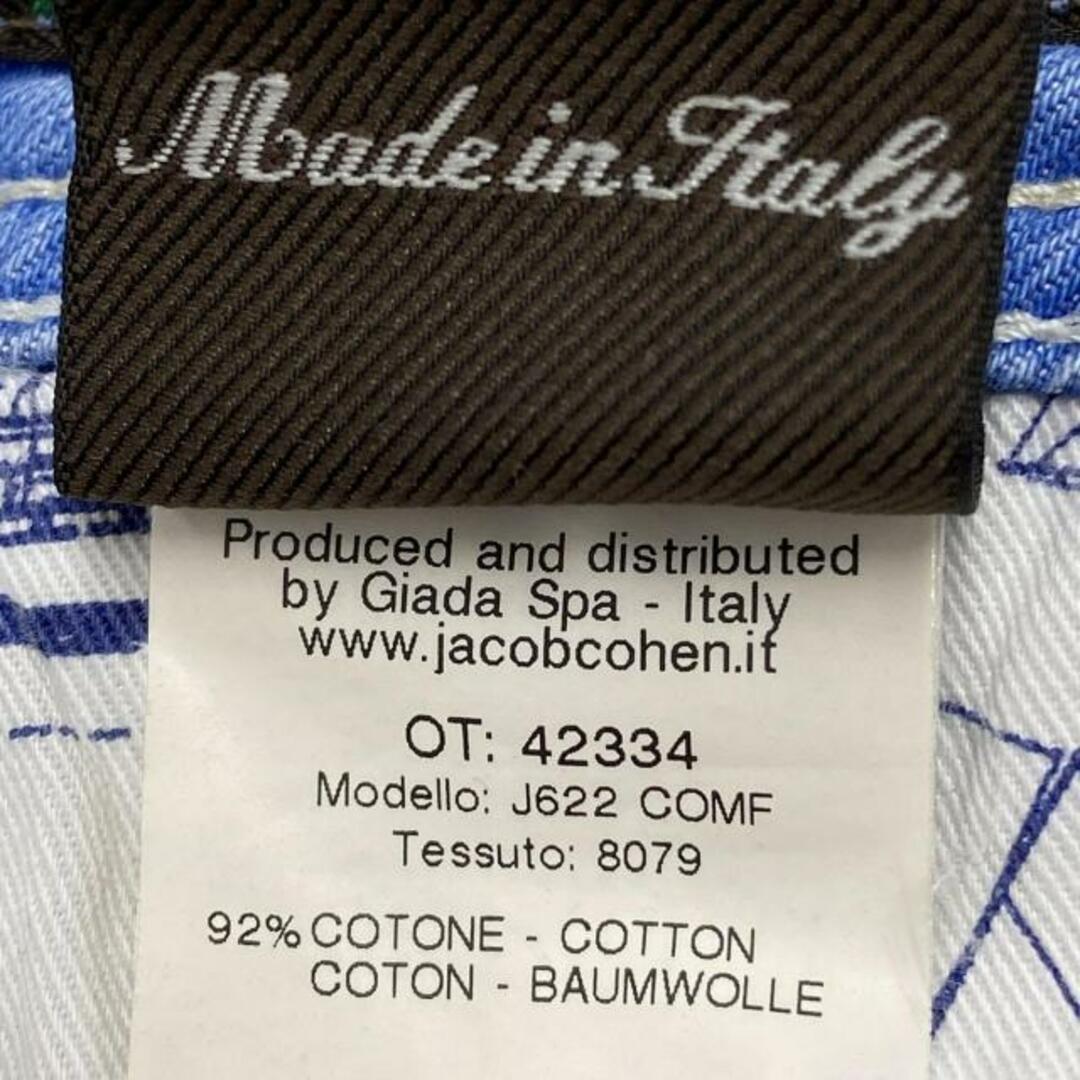 Made in Italy
Produced and distributed
by Giada Spa - Italy
www.jacobcohen.it
OT: 42334
Modello: J622 COMF
Tessuto: 8079
92% COTONE - COTTON
COTON - BAUMWOLLE